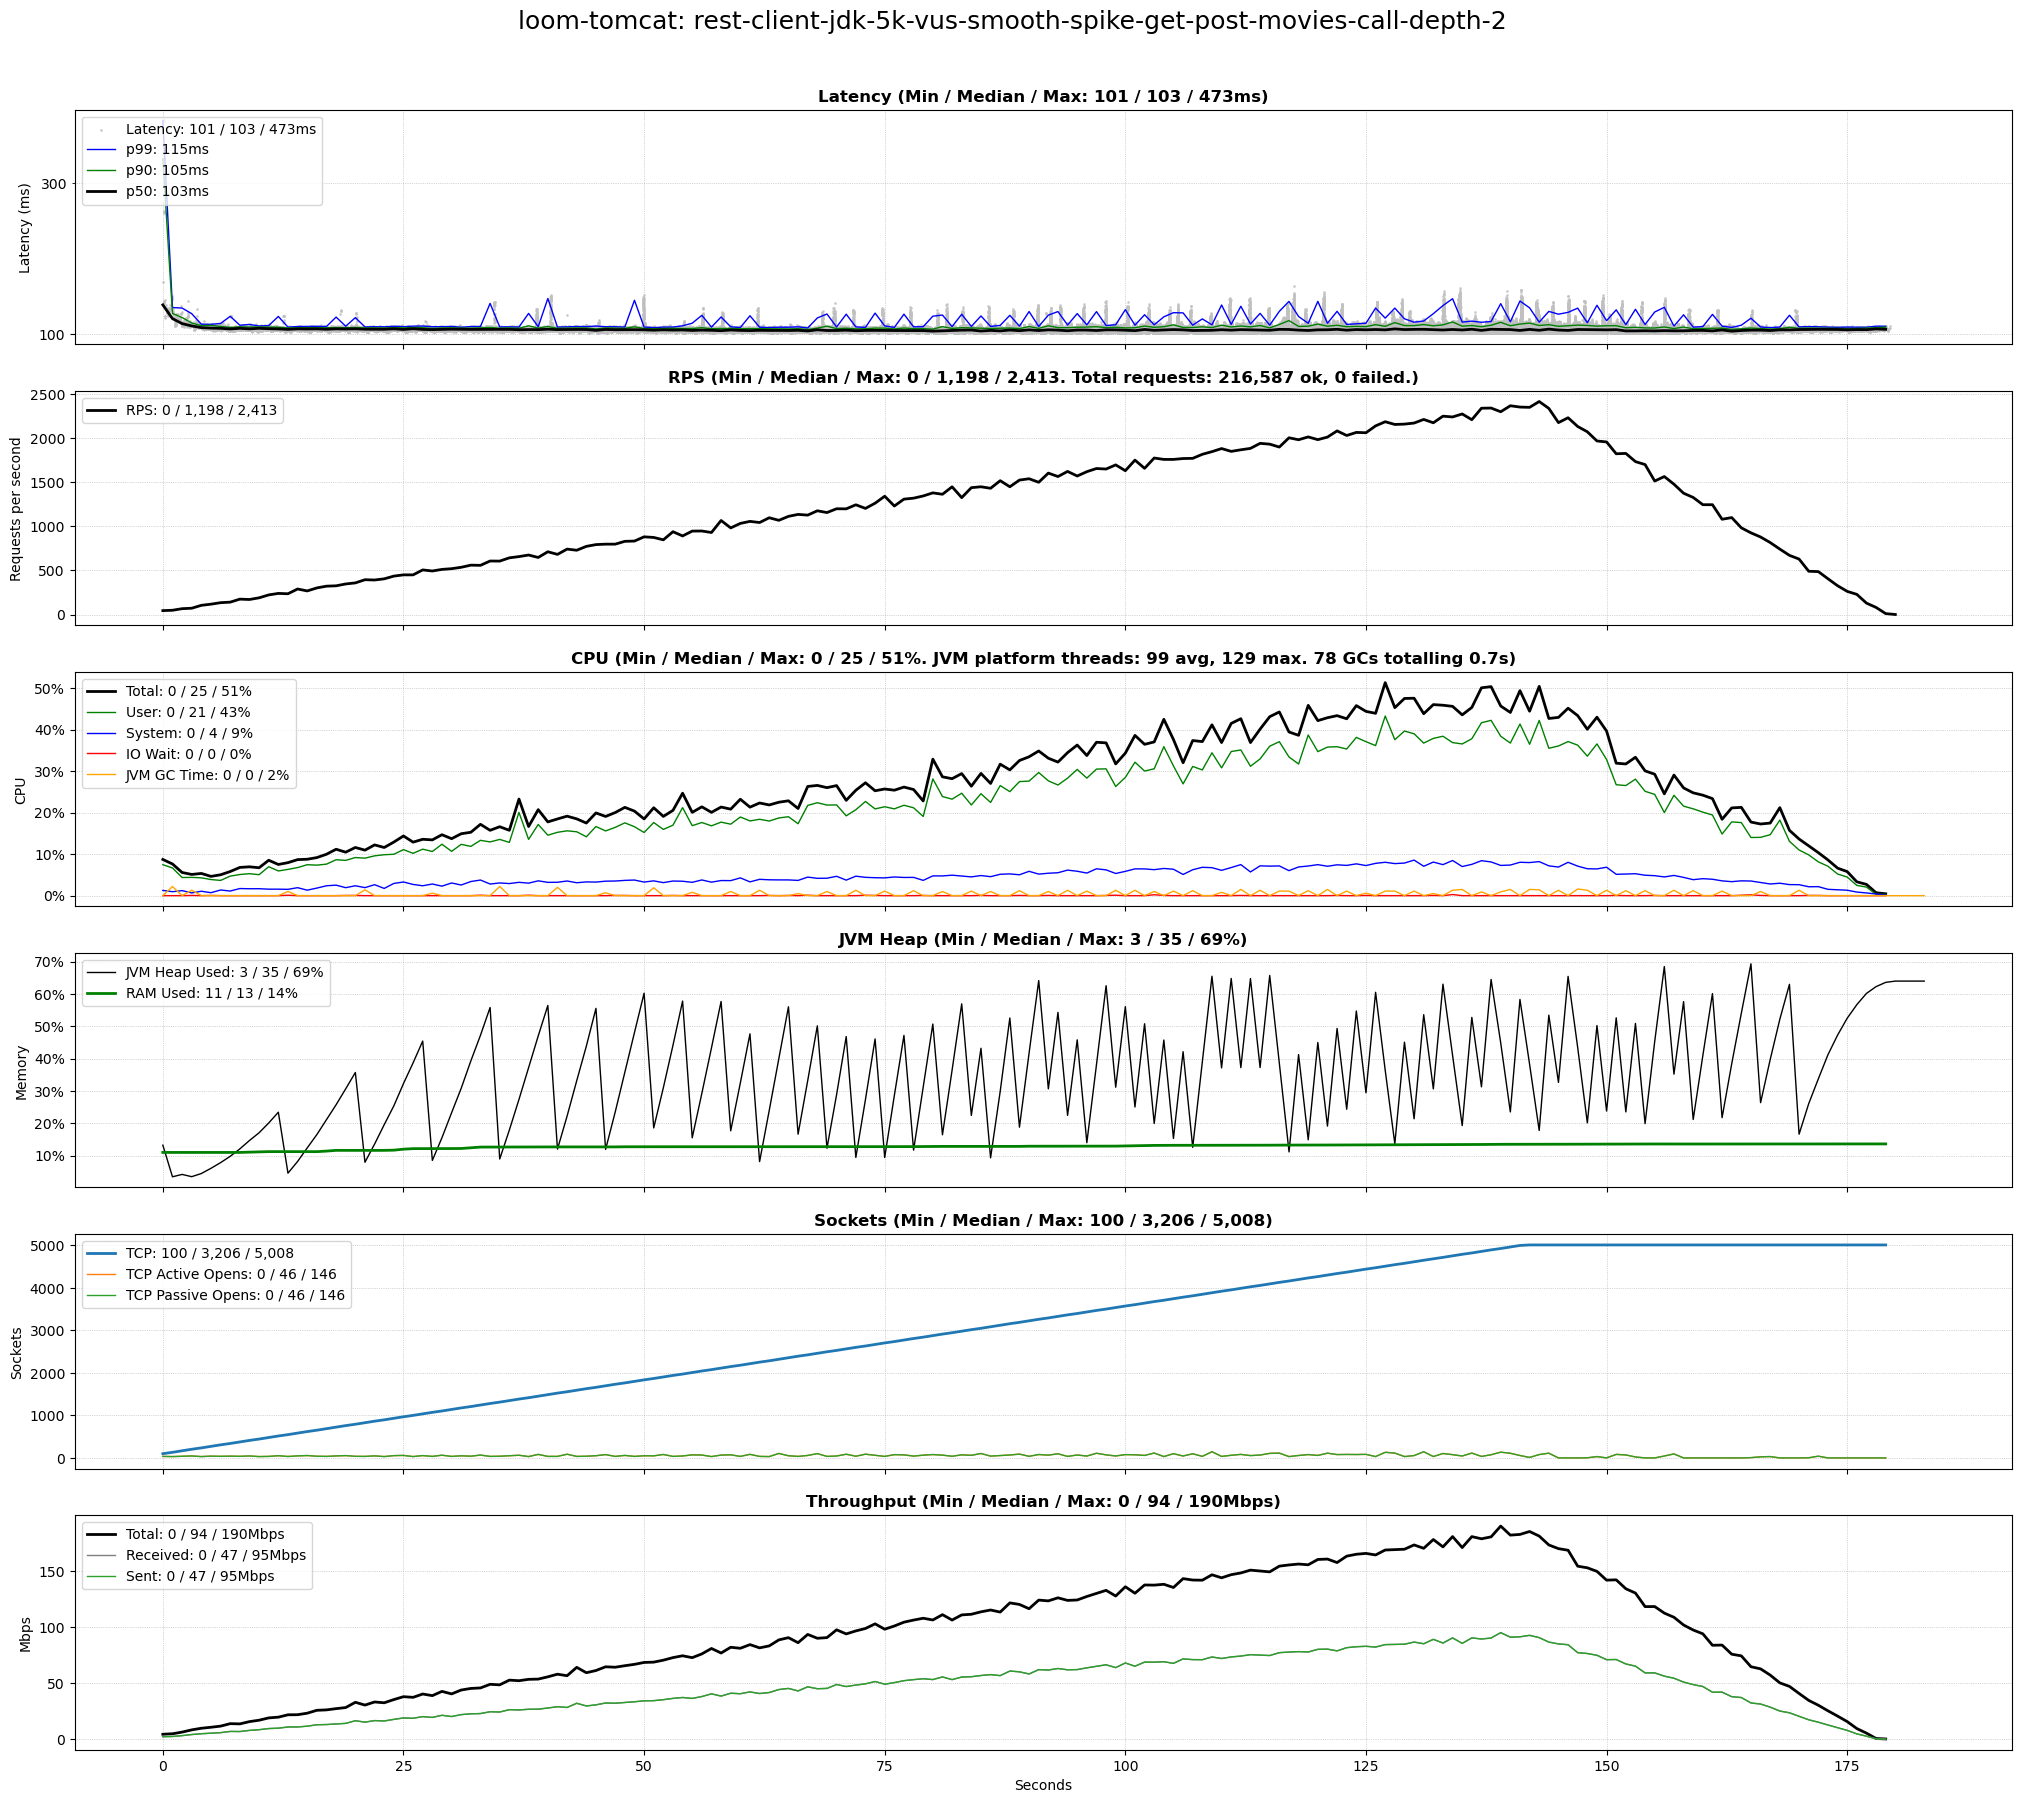 loom-tomcat: rest-client-jdk-5k-vus-smooth-spike-get-post-movies-call-depth-2
Latency (Min / Median / Max: 101 / 103 / 473ms)
Latency: 101 / 103 / 473ms
p99: 115ms
p90: 105ms
p50: 103ms
Latency (ms)
300
100
RPS (Min / Median / Max: 0 / 1,198 / 2,413. Total requests: 216,587 ok, 0 failed.)
RPS: 0 / 1,198 / 2,413
Requests per second
2500
2000
1500
1000
500
0
CPU (Min / Median / Max: 0 / 25 / 51%. JVM platform threads: 99 avg, 129 max. 78 GCs totalling 0.7s)
Total: 0 / 25 / 51%
User: 0 / 21 / 43%
System: 0 / 4 / 9%
IO Wait: 0 / 0 / 0%
JVM GC Time: 0 / 0 / 2%
CPU
50%
40%
30%
20%
10%
0%
JVM Heap (Min / Median / Max: 3 / 35 / 69%)
JVM Heap Used: 3 / 35 / 69%
RAM Used: 11 / 13 / 14%
Memory
70%
60%
50%
40%
30%
20%
10%
Sockets (Min / Median / Max: 100 / 3,206 / 5,008)
TCP: 100 / 3,206 / 5,008
TCP Active Opens: 0 / 46 / 146
TCP Passive Opens: 0 / 46 / 146
Sockets
5000
4000
3000
2000
1000
0
Throughput (Min / Median / Max: 0 / 94 / 190Mbps)
Total: 0 / 94 / 190Mbps
Received: 0 / 47 / 95Mbps
Sent: 0 / 47 / 95Mbps
Mbps
150
100
50
0
0 25 50 75 100 125 150 175
Seconds